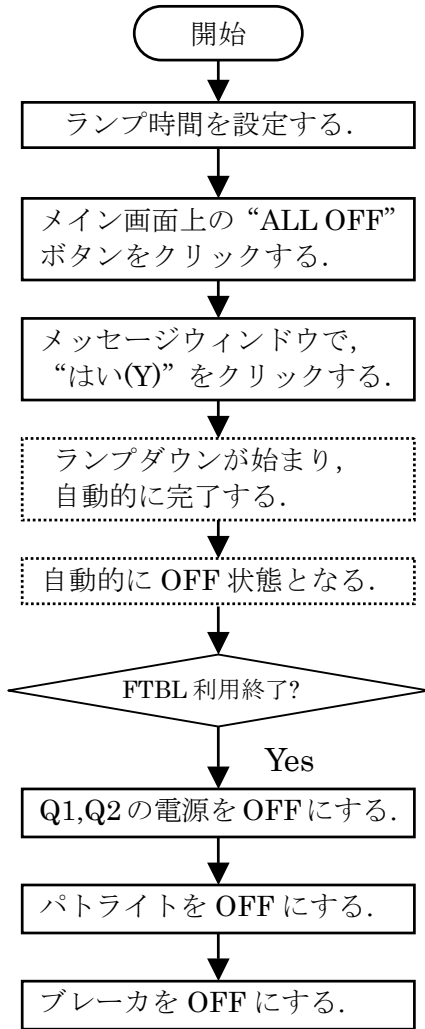 開始
ランプ時間を設定する.
メイン画面上の“ALL OFF”
ボタンをクリックする.
メッセージウィンドウで,
“はい(Y)”をクリックする.
ランプダウンが始まり,
自動的に完了する.
自動的に OFF 状態となる.
FTBL 利用終了?
Yes
Q1,Q2 の電源を OFF にする.
パトライトを OFF にする.
ブレーカを OFF にする.